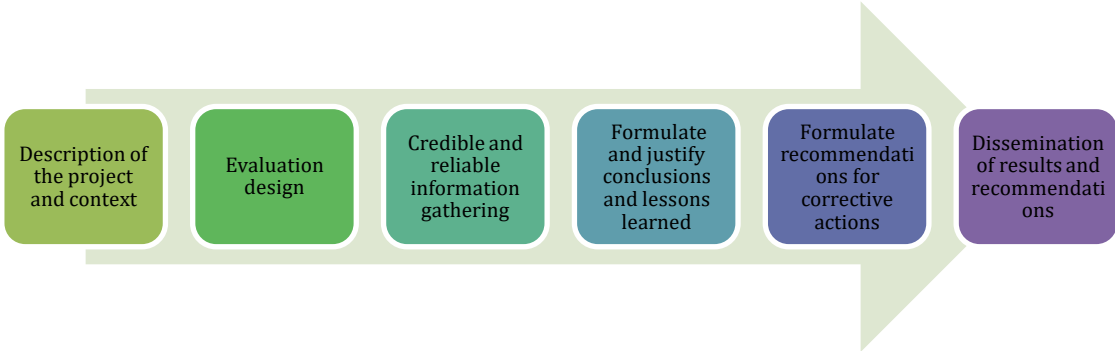 Description of
the project
and context
Evaluation
design
Credible and
reliable
information
gathering
Formulate
and justify
conclusions
and lessons
learned
Formulate
recommendati
ons for
corrective
actions
Dissemination
of results and
recommendati
ons